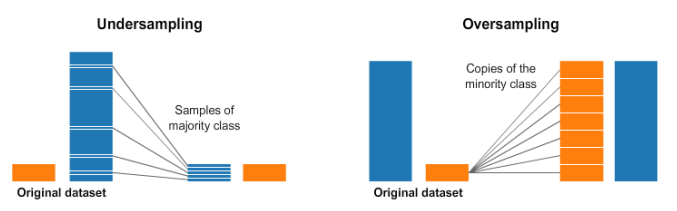 Undersampling
Samples of
majority class
Original dataset
Oversampling
Copies of the
minority class
Original dataset